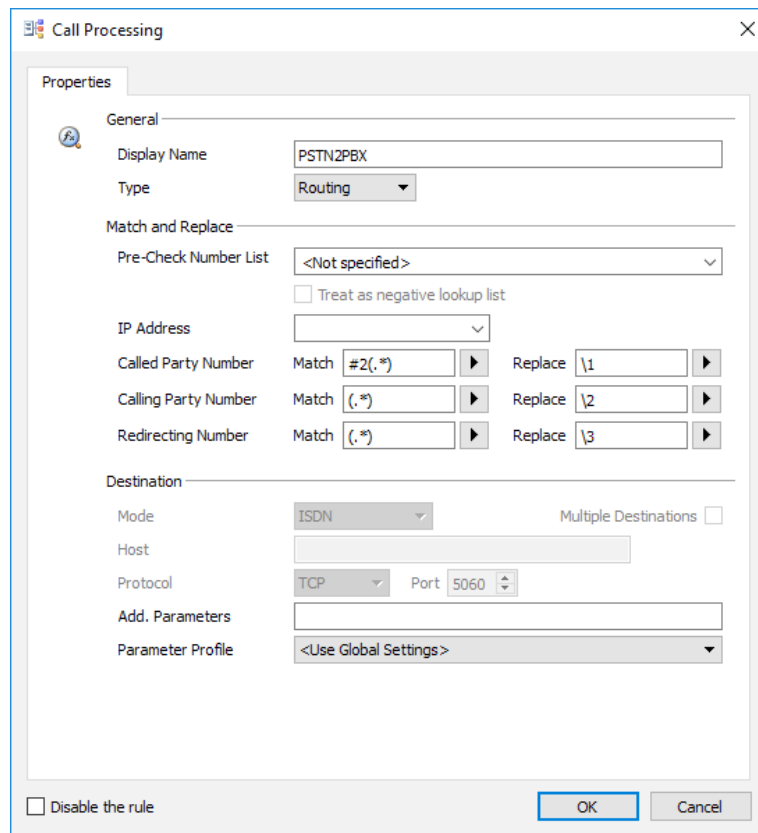 Call Processing
Properties
General
Display Name PSTN2PBX
Type Routing
Match and Replace
Pre-Check Number List <Not specified>
Treat as negative lookup list
IP Address
Called Party Number Match #2(.*) Replace \1
Calling Party Number Match (.*) Replace \2
Redirecting Number Match (.*) Replace \3
Destination
Mode ISDN Multiple Destinations
Host
Protocol TCP Port 5060
Add. Parameters
Parameter Profile <Use Global Settings>
Disable the rule OK Cancel